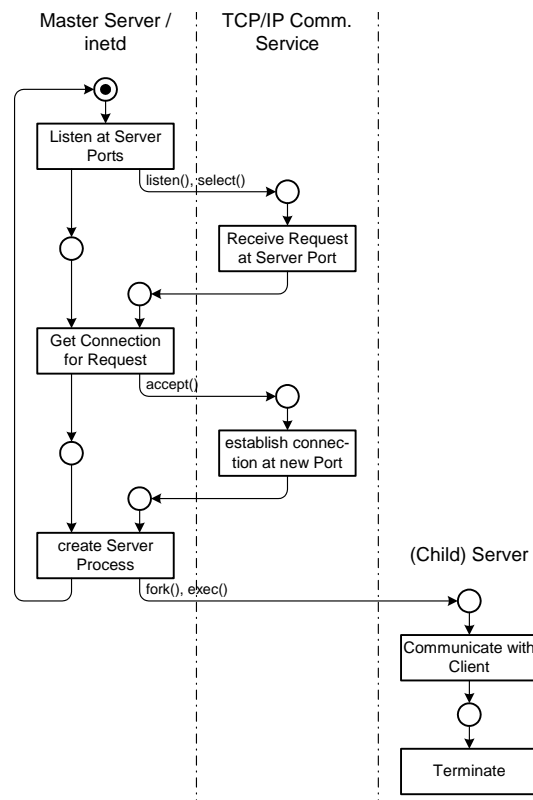 Master Server /
inetd
TCP/IP Comm.
Service
Listen at Server
Ports
listen(), select()
Receive Request
at Server Port
Get Connection
for Request
accept()
establish connec-
tion at new Port
create Server
Process
(Child) Server
fork(), exec()
Communicate with
Client
Terminate